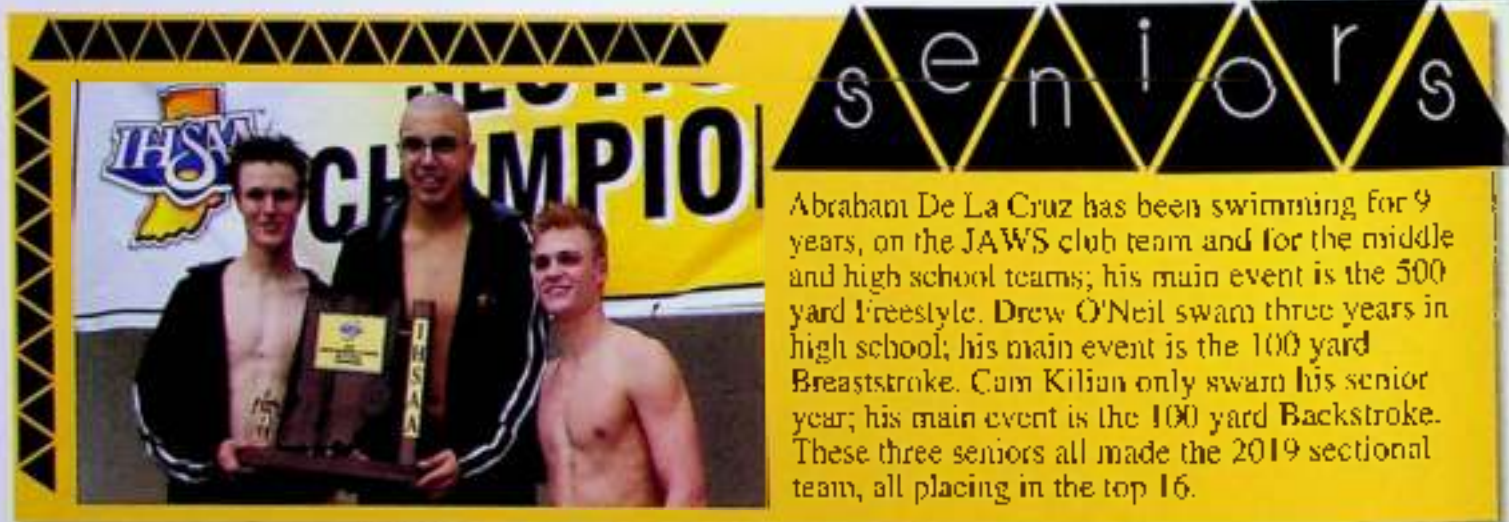 seniors
IHSAA
SECTIO
CHAMPIO
IHSAA
Abraham De La Cruz has been swimming for 9
years, on the JAWS club team and for the middle
and high school teams; his main event is the 500
yard Freestyle. Drew O'Neil swam three years in
high school; his main event is the 100 yard
Breaststroke. Cam Kilian only swam his senior
year; his main event is the 100 yard Backstroke.
These three seniors all made the 2019 sectional
team, all placing in the top 16.